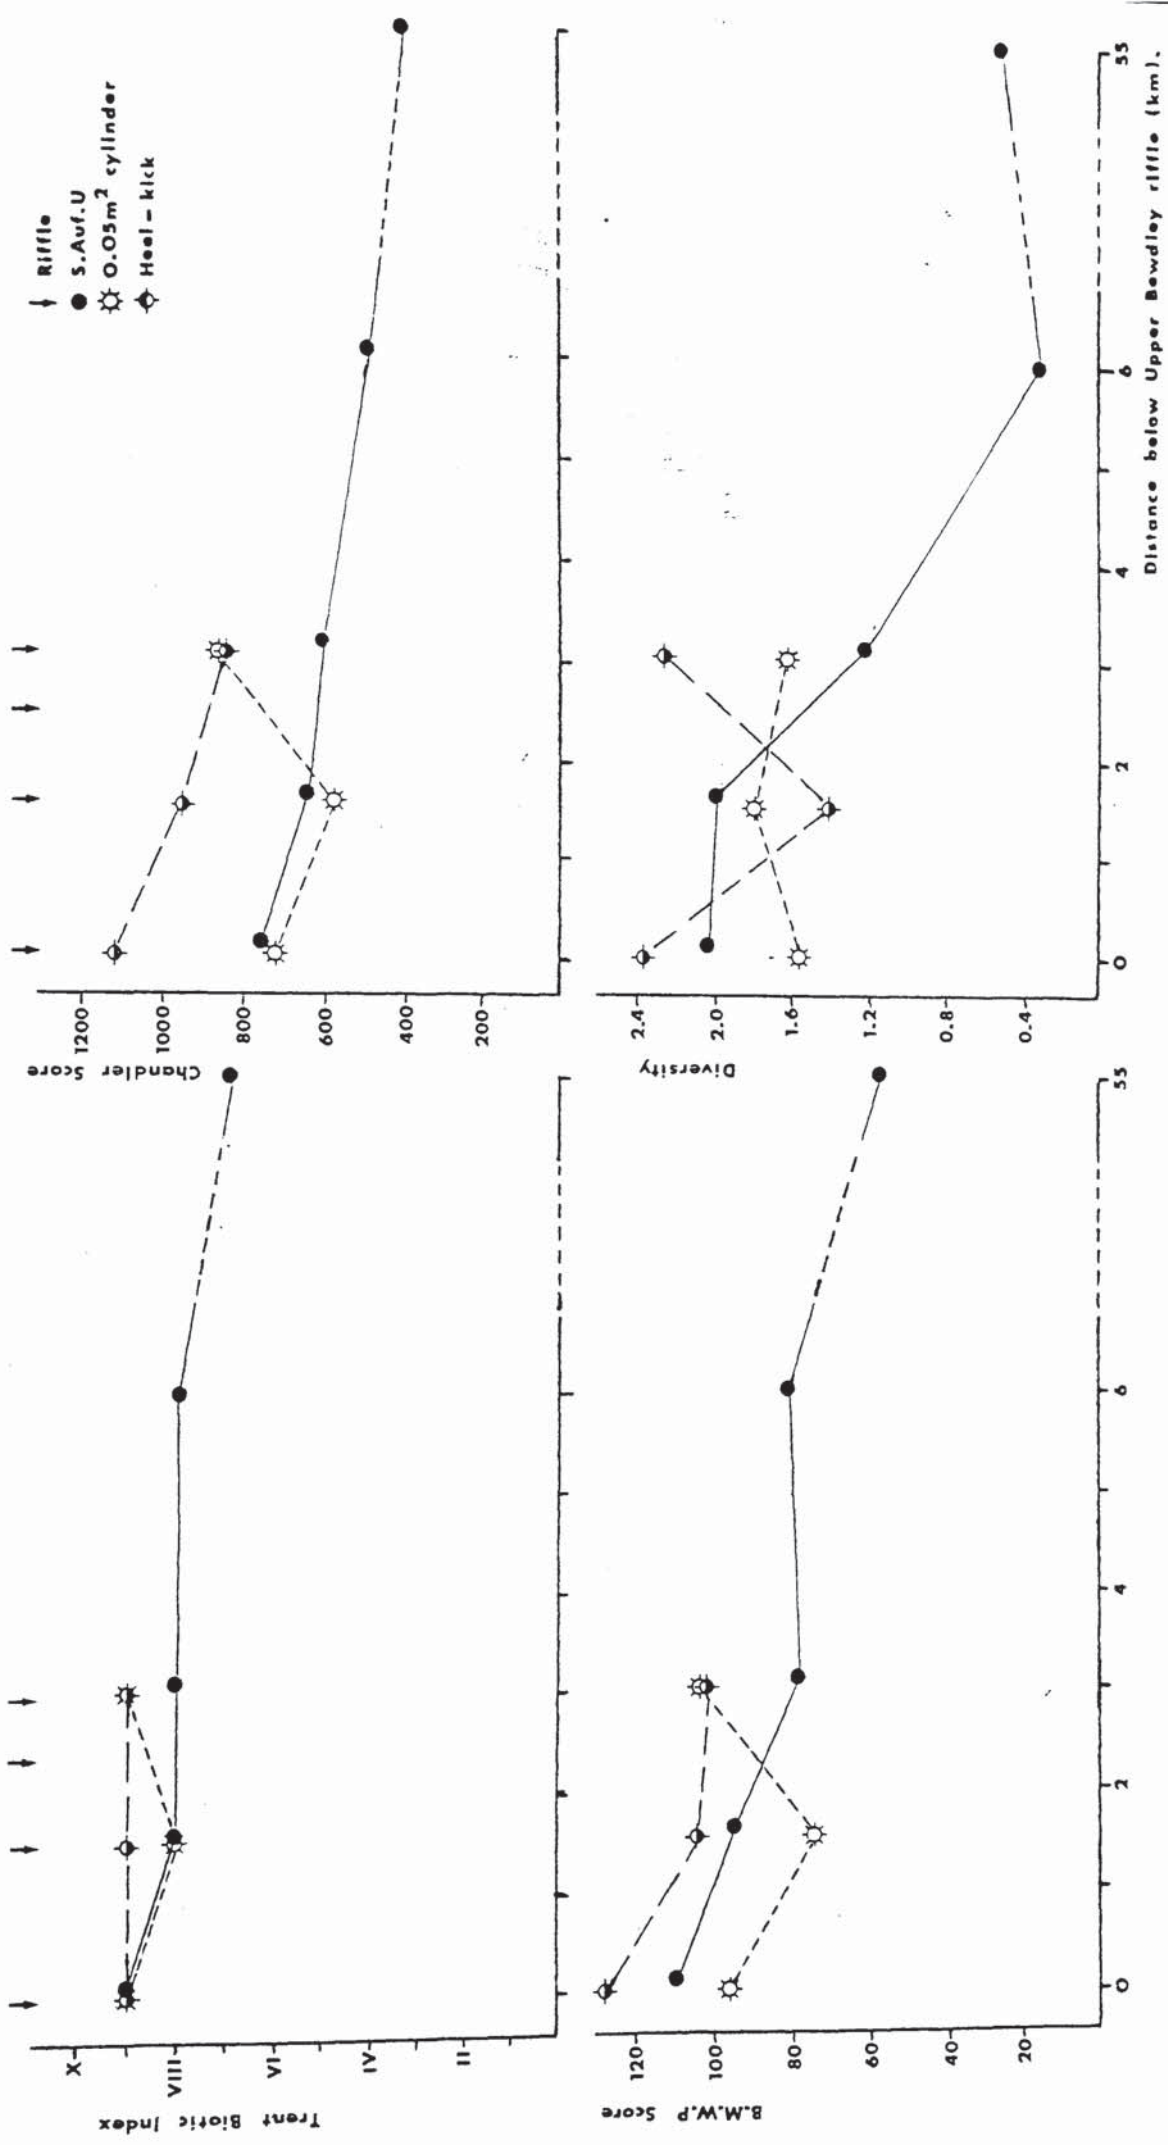 Riffle
S.Auf.U
0.05m² cylinder
Heel-kick
Trent Biotic Index
X
VIII
VI
IV
II
Chandler Score
1200
1000
800
600
400
200
B.M.W.P Score
120
100
80
60
40
20
0
2
4
6
55
Diversity
2.4
2.0
1.6
1.2
0.8
0.4
0
2
4
6
55
Distance below Upper Bewdley riffle (km).